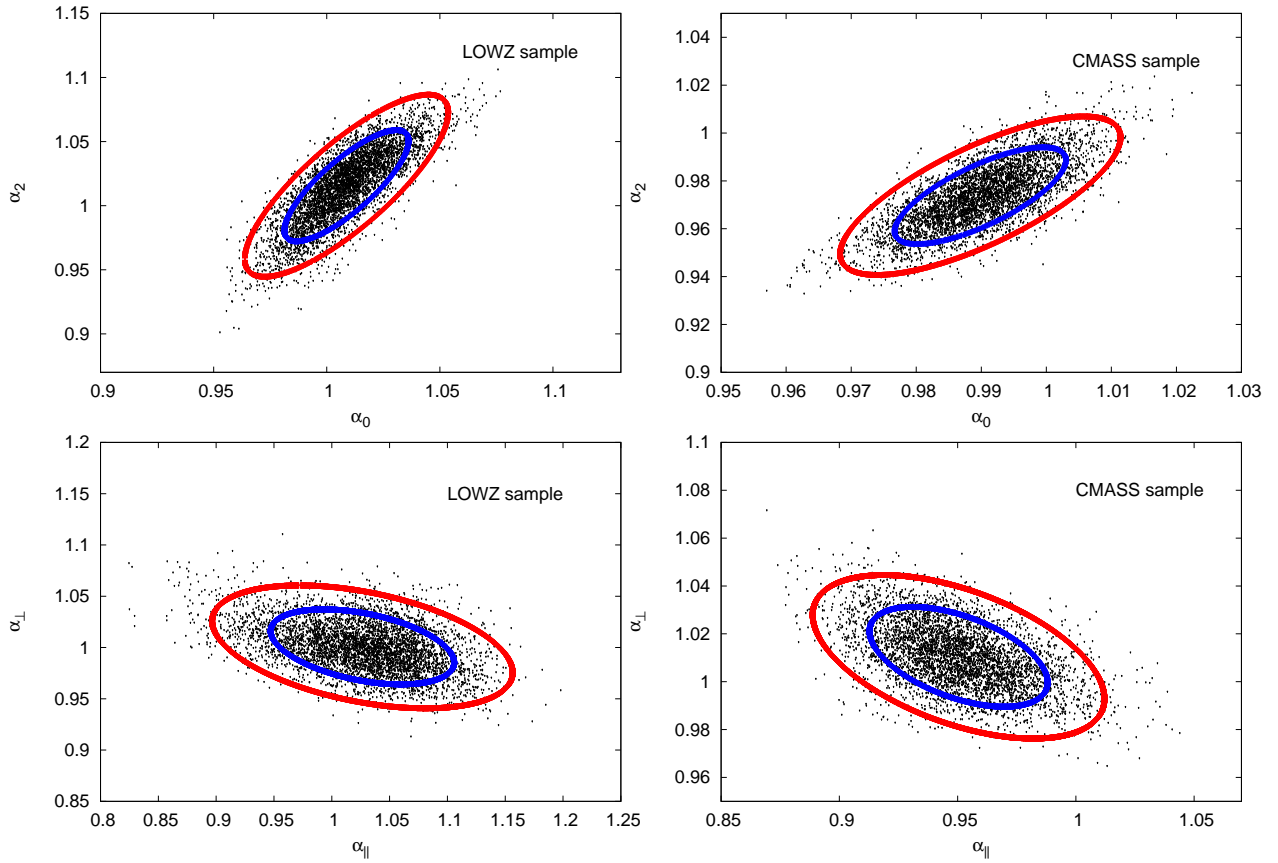 1.15
1.1
1.05
1
0.95
0.9
α2
LOWZ sample
0.9 0.95 1 1.05 1.1
α0
1.04
1.02
1
0.98
0.96
0.94
0.92
0.9
α2
CMASS sample
0.95 0.96 0.97 0.98 0.99 1 1.01 1.02 1.03
α0
1.2
1.15
1.1
1.05
1
0.95
0.9
0.85
α⊥
LOWZ sample
0.8 0.85 0.9 0.95 1 1.05 1.1 1.15 1.2 1.25
α||
1.1
1.08
1.06
1.04
1.02
1
0.98
0.96
α⊥
CMASS sample
0.85 0.9 0.95 1 1.05
α||